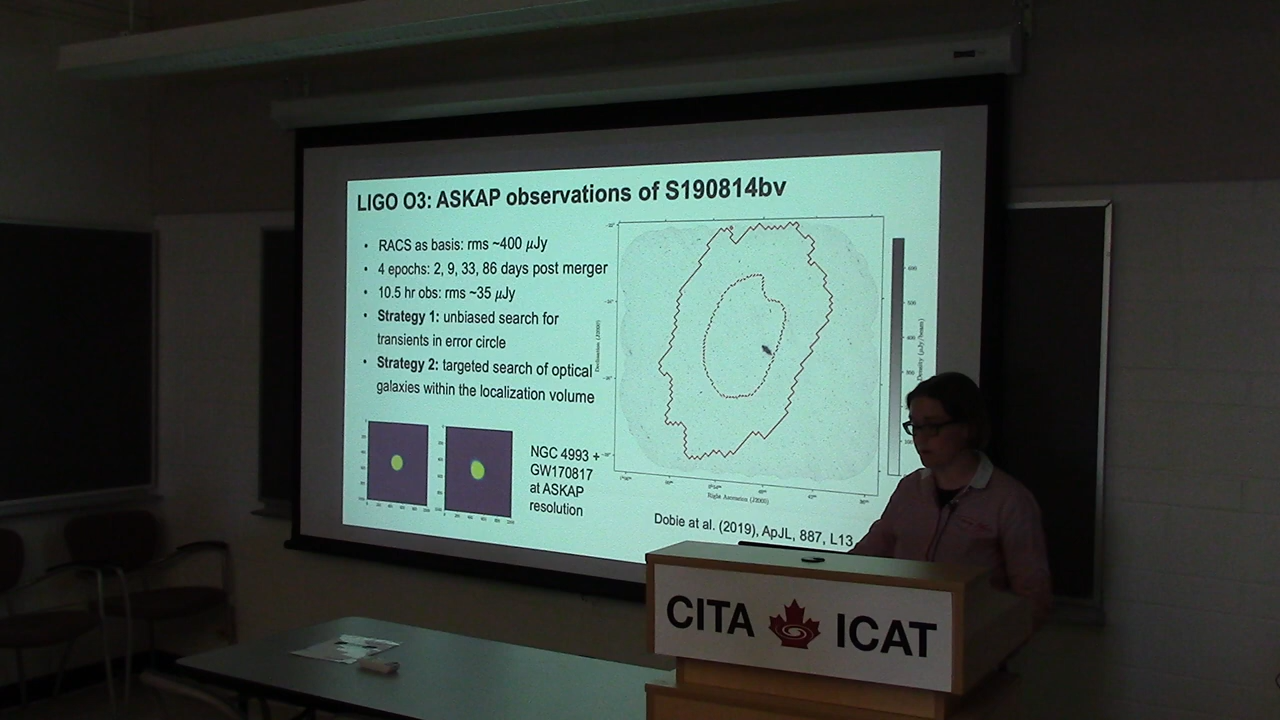 LIGO O3: ASKAP observations of S190814bv
• RACS as basis: rms ~400 μJy
• 4 epochs: 2, 9, 33, 86 days post merger
• 10.5 hr obs: rms ~35 μJy
• Strategy 1: unbiased search for
transients in error circle
• Strategy 2: targeted search of optical
galaxies within the localization volume
NGC 4993 +
GW170817
at ASKAP
resolution
Declination (J2000)
Right Ascension (J2000)
Density (μJy/beam)
Dobie at al. (2019), ApJL, 887, L13
CITA ICAT